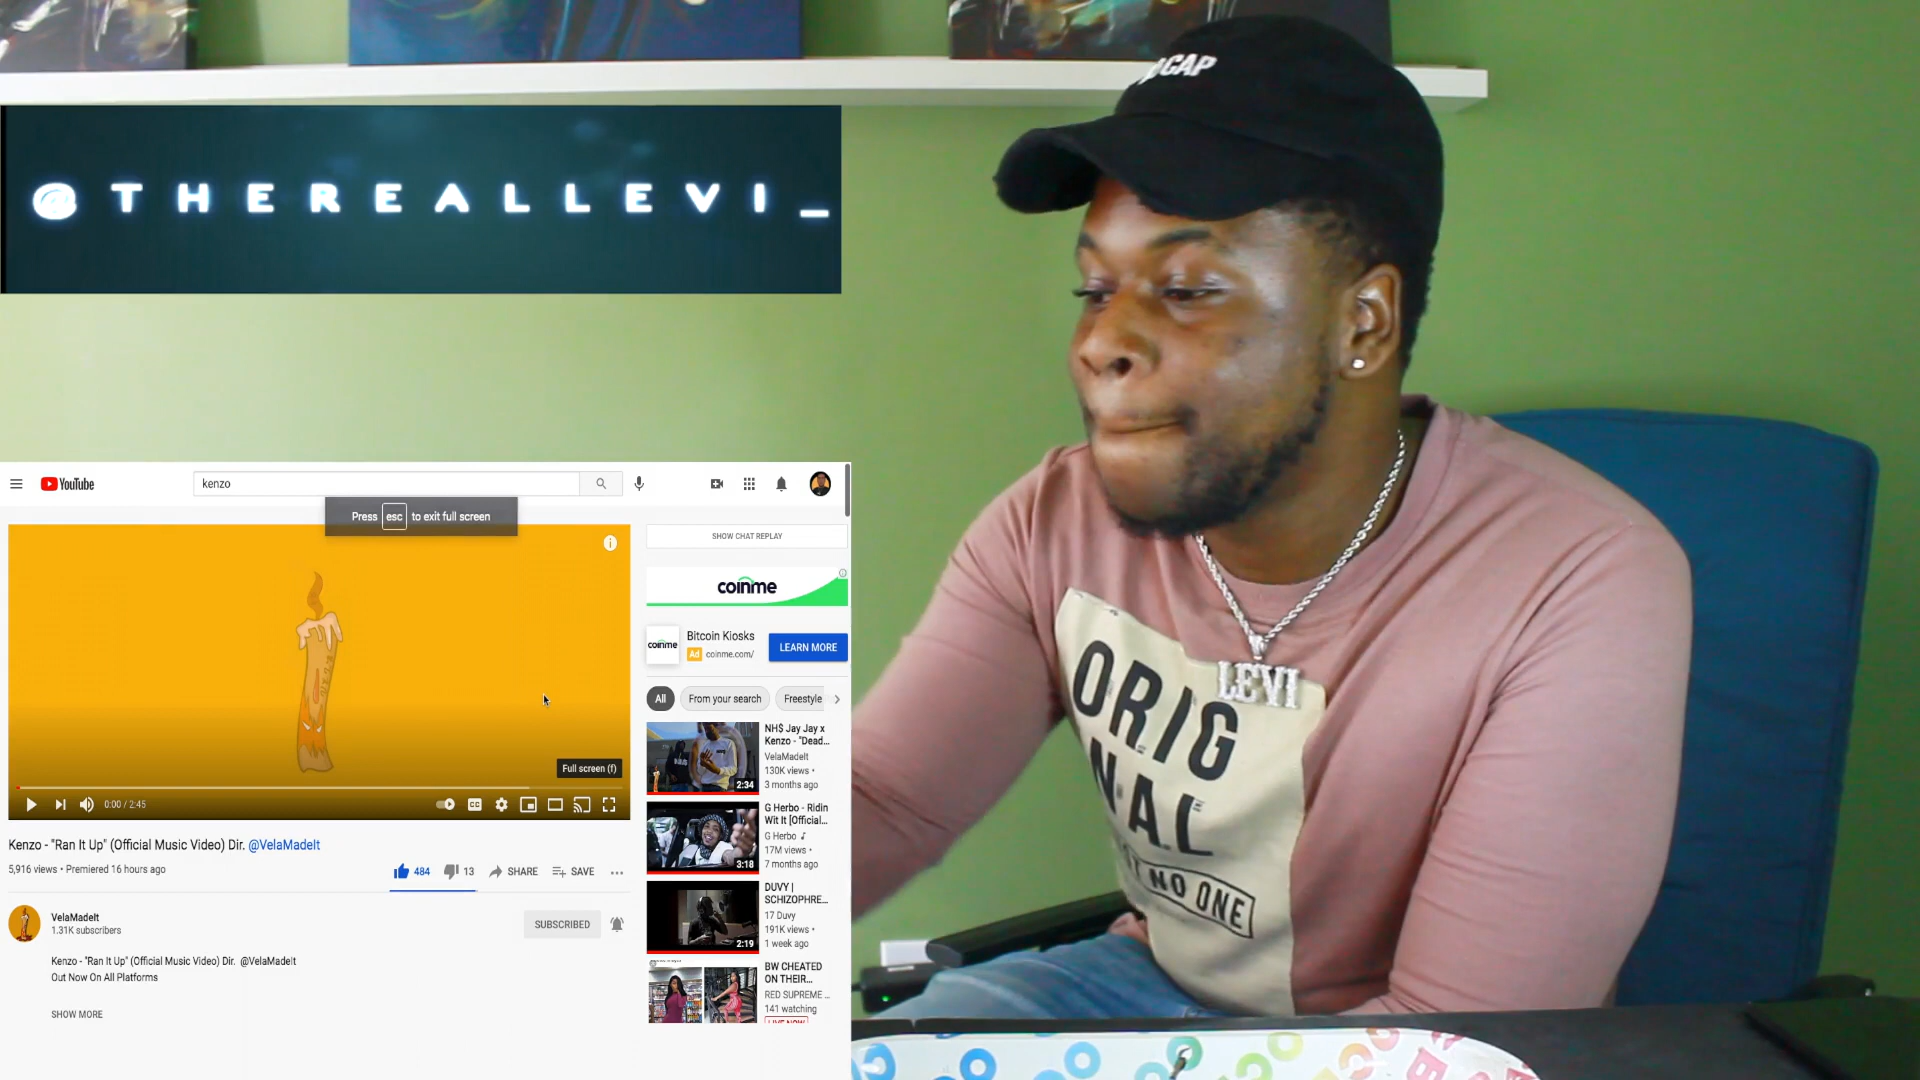 CAP
@THEREALLEVI_
YouTube
kenzo
Press esc to exit full screen
SHOW CHAT REPLAY
coinme
coinme
Bitcoin Kiosks
Ad coinme.com/
LEARN MORE
All
From your search
Freestyle
Full screen (f)
0:00 / 2:45
NH$ Jay Jay x
Kenzo - "Dead...
VelaMadeIt
130K views •
3 months ago
2:34
G Herbo - Ridin
Wit It [Official...
G Herbo
17M views •
7 months ago
3:18
DUVY |
SCHIZOPHRE...
17 Duvy
191K views •
1 week ago
2:19
BW CHEATED
ON THEIR...
RED SUPREME ...
141 watching
LIVE NOW
Kenzo - "Ran It Up" (Official Music Video) Dir. @VelaMadeIt
5,916 views • Premiered 16 hours ago
484
13
SHARE
SAVE
VelaMadeIt
1.31K subscribers
SUBSCRIBED
Kenzo - "Ran It Up" (Official Music Video) Dir. @VelaMadeIt
Out Now On All Platforms
SHOW MORE
LEVI
ORIG
NAL
NO ONE